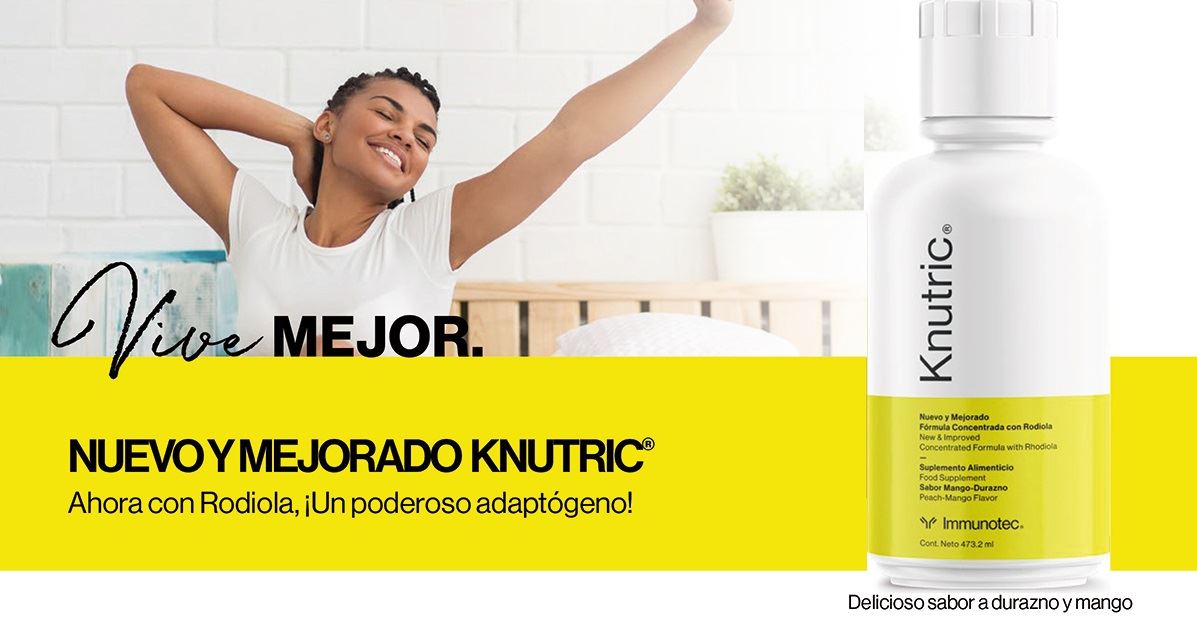 Vive MEJOR.
NUEVO Y MEJORADO KNUTRIC®
Ahora con Rodiola, ¡Un poderoso adaptógeno!
Knutric®
Nuevo y Mejorado
Fórmula Concentrada con Rodiola
New & Improved
Concentrated Formula with Rhodiola
—
Suplemento Alimenticio
Food Supplement
Sabor Mango-Durazno
Peach-Mango Flavor
Immunotec®
Cont. Neto 473.2 ml
Delicioso sabor a durazno y mango